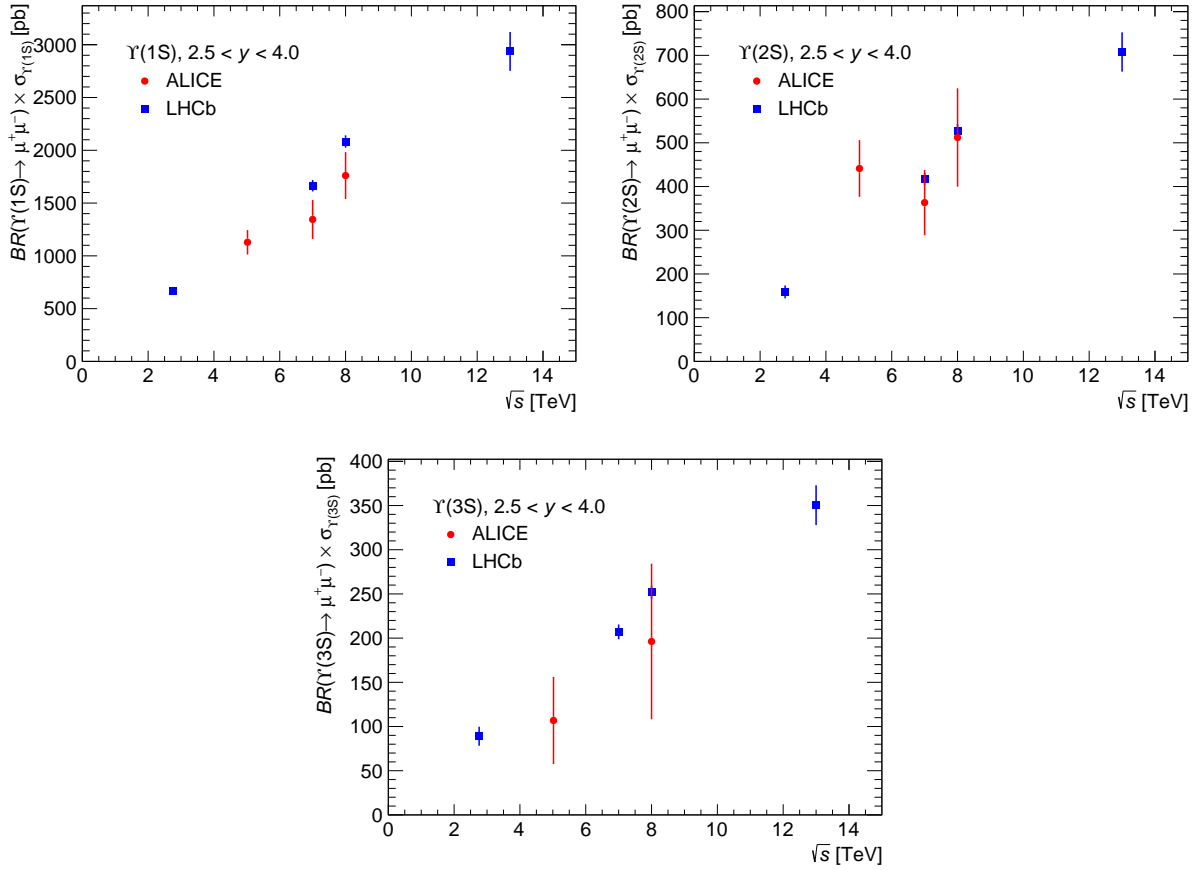 BR(ϒ(1S)→ μ⁺μ⁻) × σ_ϒ(1S) [pb]
3000
2500
2000
1500
1000
500
0
ϒ(1S), 2.5 < y < 4.0
ALICE
LHCb
0 2 4 6 8 10 12 14
√s [TeV]
BR(ϒ(2S)→ μ⁺μ⁻) × σ_ϒ(2S) [pb]
800
700
600
500
400
300
200
100
0
ϒ(2S), 2.5 < y < 4.0
ALICE
LHCb
0 2 4 6 8 10 12 14
√s [TeV]
BR(ϒ(3S)→ μ⁺μ⁻) × σ_ϒ(3S) [pb]
400
350
300
250
200
150
100
50
0
ϒ(3S), 2.5 < y < 4.0
ALICE
LHCb
0 2 4 6 8 10 12 14
√s [TeV]